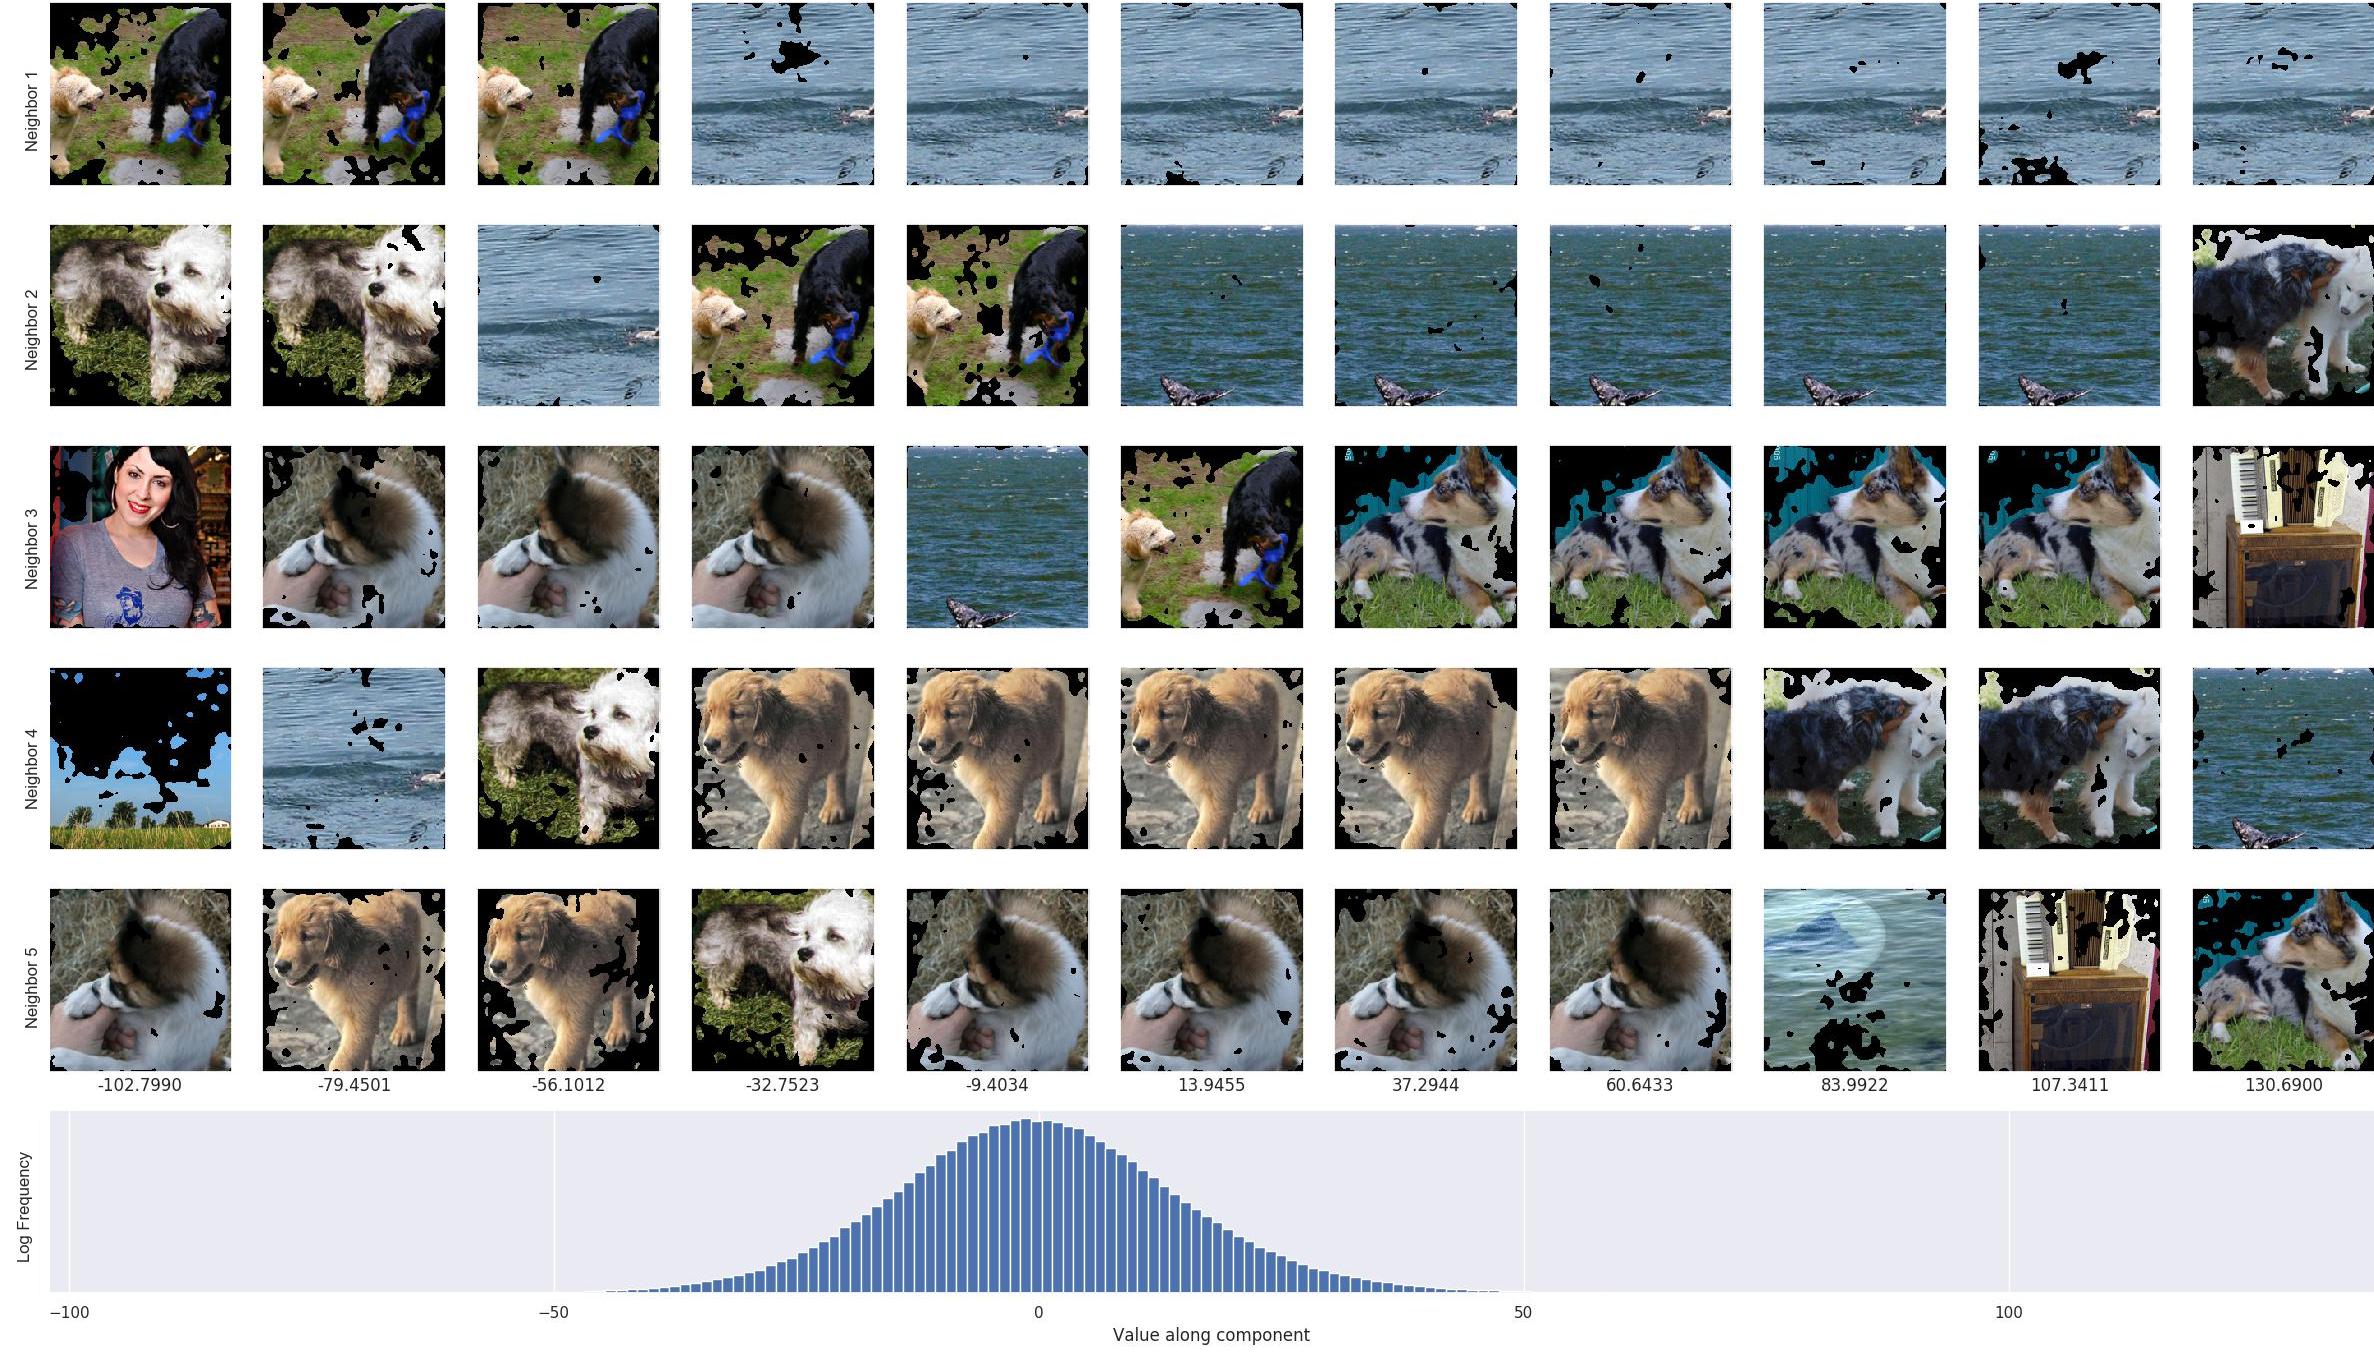 Neighbor 1
Neighbor 2
Neighbor 3
Neighbor 4
Neighbor 5
-102.7990 -79.4501 -56.1012 -32.7523 -9.4034 13.9455 37.2944 60.6433 83.9922 107.3411 130.6900
Log Frequency
−100 −50 0 50 100
Value along component